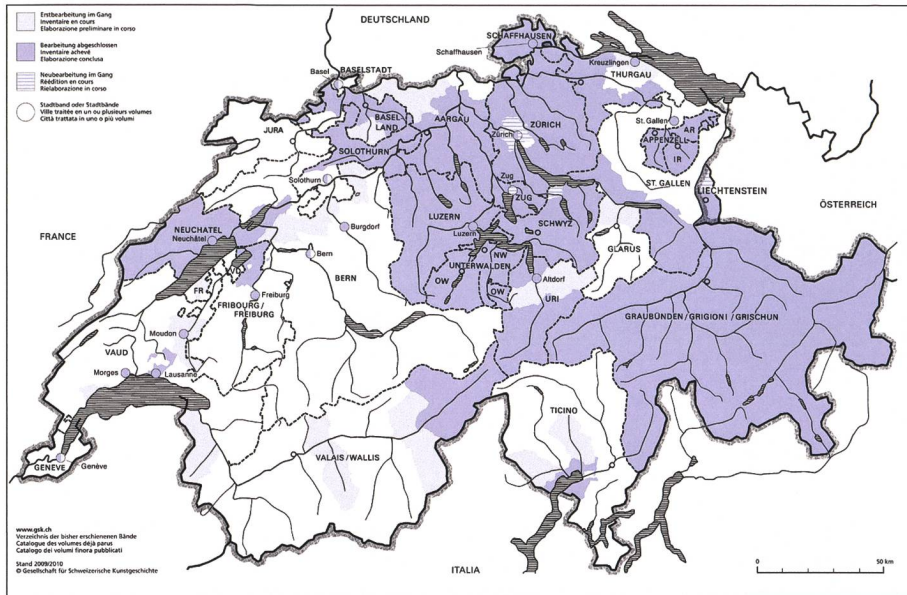 Erstbearbeitung im Gang
Inventaire en cours
Elaborazione preliminare in corso
Bearbeitung abgeschlossen
Inventaire achevé
Elaborazione conclusa
Neubearbeitung im Gang
Réédition en cours
Rielaborazione in corso
Stadtband oder Stadtbände
Ville traitée en un ou plusieurs volumes
Città trattata in uno o più volumi
DEUTSCHLAND
SCHAFFHAUSEN
Schaffhausen
Kreuzlingen
THURGAU
Basel
BASELSTADT
BASEL-
LAND
AARGAU
ZÜRICH
Zürich
St. Gallen
AR
APPENZELL
IR
JURA
SOLOTHURN
Solothurn
Zug
ZUG
ST. GALLEN
LIECHTENSTEIN
ÖSTERREICH
FRANCE
NEUCHATEL
Neuchâtel
Burgdorf
LUZERN
Luzern
SCHWYZ
GLARUS
Bern
BERN
NW
UNTERWALDEN
OW
OW
Altdorf
URI
VD
FR
Freiburg
FRIBOURG/
FREIBURG
GRAUBÜNDEN/GRIGIONI/GRISCHUN
Moudon
VAUD
Morges
Lausanne
TICINO
VALAIS/WALLIS
GENEVE
Genève
ITALIA
www.gsk.ch
Verzeichnis der bisher erschienenen Bände
Catalogue des volumes déjà parus
Catalogo dei volumi finora pubblicati
Stand 2009/2010
© Gesellschaft für Schweizerische Kunstgeschichte
0 50 km